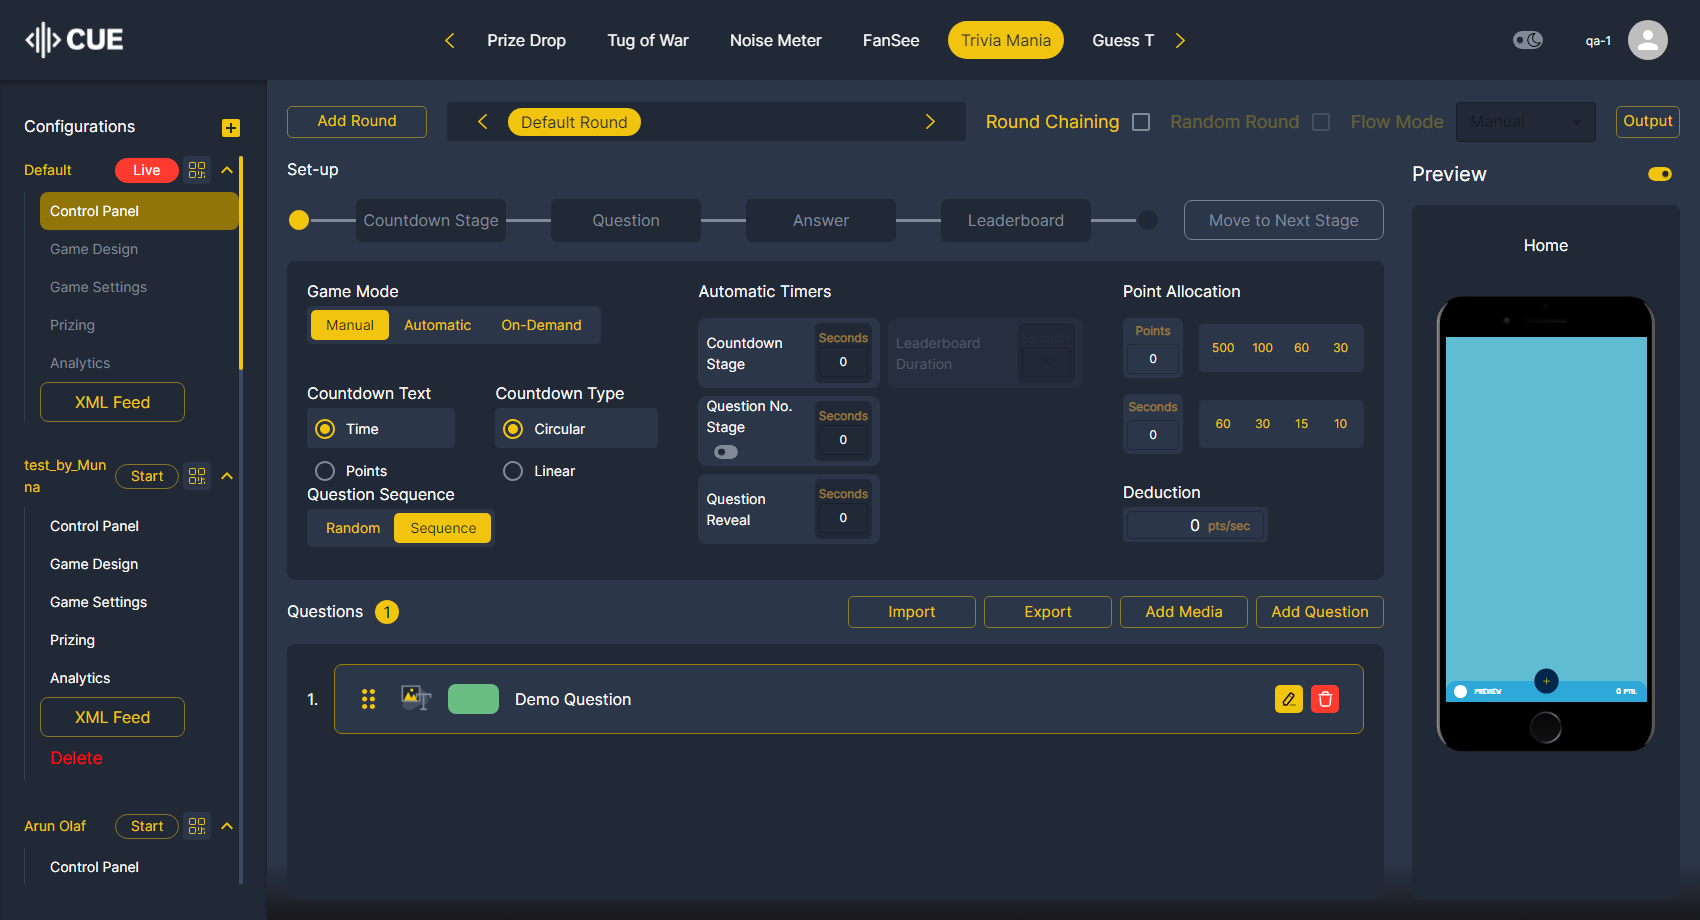 CUE
Prize Drop
Tug of War
Noise Meter
FanSee
Trivia Mania
Guess T
qa-1
Configurations
Default
Live
Control Panel
Game Design
Game Settings
Prizing
Analytics
XML Feed
test_by_Mun
na
Start
Control Panel
Game Design
Game Settings
Prizing
Analytics
XML Feed
Delete
Arun Olaf
Start
Control Panel
Add Round
Default Round
Round Chaining
Random Round
Flow Mode
Manual
Output
Set-up
Countdown Stage
Question
Answer
Leaderboard
Move to Next Stage
Game Mode
Manual
Automatic
On-Demand
Countdown Text
Time
Points
Countdown Type
Circular
Linear
Question Sequence
Random
Sequence
Automatic Timers
Countdown
Stage
Seconds
0
Leaderboard
Duration
Seconds
10
Question No.
Stage
Seconds
0
Question
Reveal
Seconds
0
Point Allocation
Points
0
500 100 60 30
Seconds
0
60 30 15 10
Deduction
0 pts/sec
Questions 1
Import
Export
Add Media
Add Question
1.
T
Demo Question
Preview
Home
+
PREVIEW
0 PTS.